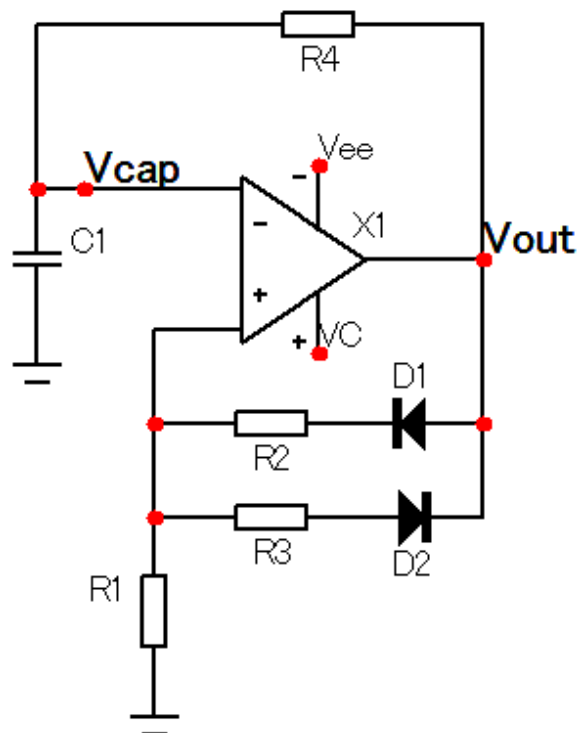 R4
Vee
-
Vcap
X1
C1
-
Vout
+
+
VC
D1
R2
R3
D2
R1